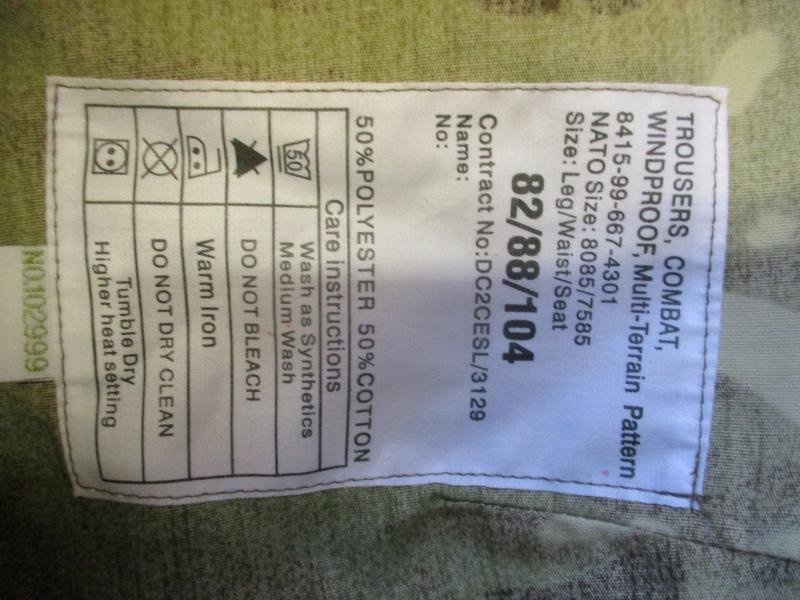 TROUSERS, COMBAT,
WINDPROOF, Multi-Terrain Pattern
8415-99-667-4301
NATO Size: 8085/7585
Size: Leg/Waist/Seat
82/88/104
Contract No:DC2CESL/3129
Name:
No:
50%POLYESTER 50%COTTON
Care instructions
50
Wash as Synthetics
Medium Wash
DO NOT BLEACH
Warm Iron
DO NOT DRY CLEAN
Tumble Dry
Higher heat setting
NO.102999